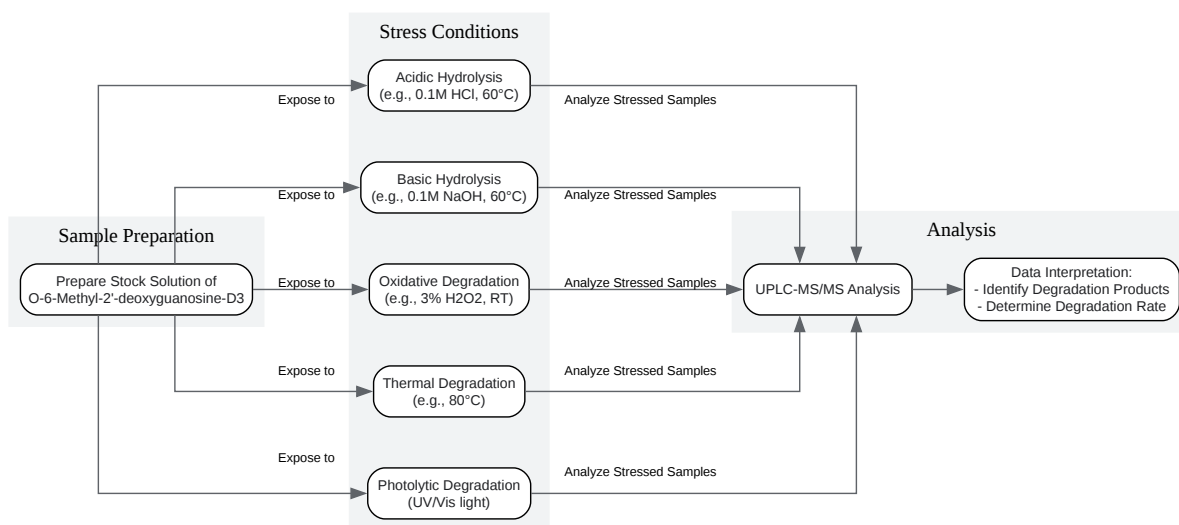 Stress Conditions
Acidic Hydrolysis
(e.g., 0.1M HCl, 60°C)
Expose to
Analyze Stressed Samples
Basic Hydrolysis
(e.g., 0.1M NaOH, 60°C)
Expose to
Analyze Stressed Samples
Sample Preparation
Analysis
Prepare Stock Solution of
O-6-Methyl-2'-deoxyguanosine-D3
Expose to
Oxidative Degradation
(e.g., 3% H2O2, RT)
Analyze Stressed Samples
UPLC-MS/MS Analysis
Data Interpretation:
- Identify Degradation Products
- Determine Degradation Rate
Expose to
Thermal Degradation
(e.g., 80°C)
Analyze Stressed Samples
Expose to
Photolytic Degradation
(UV/Vis light)
Analyze Stressed Samples